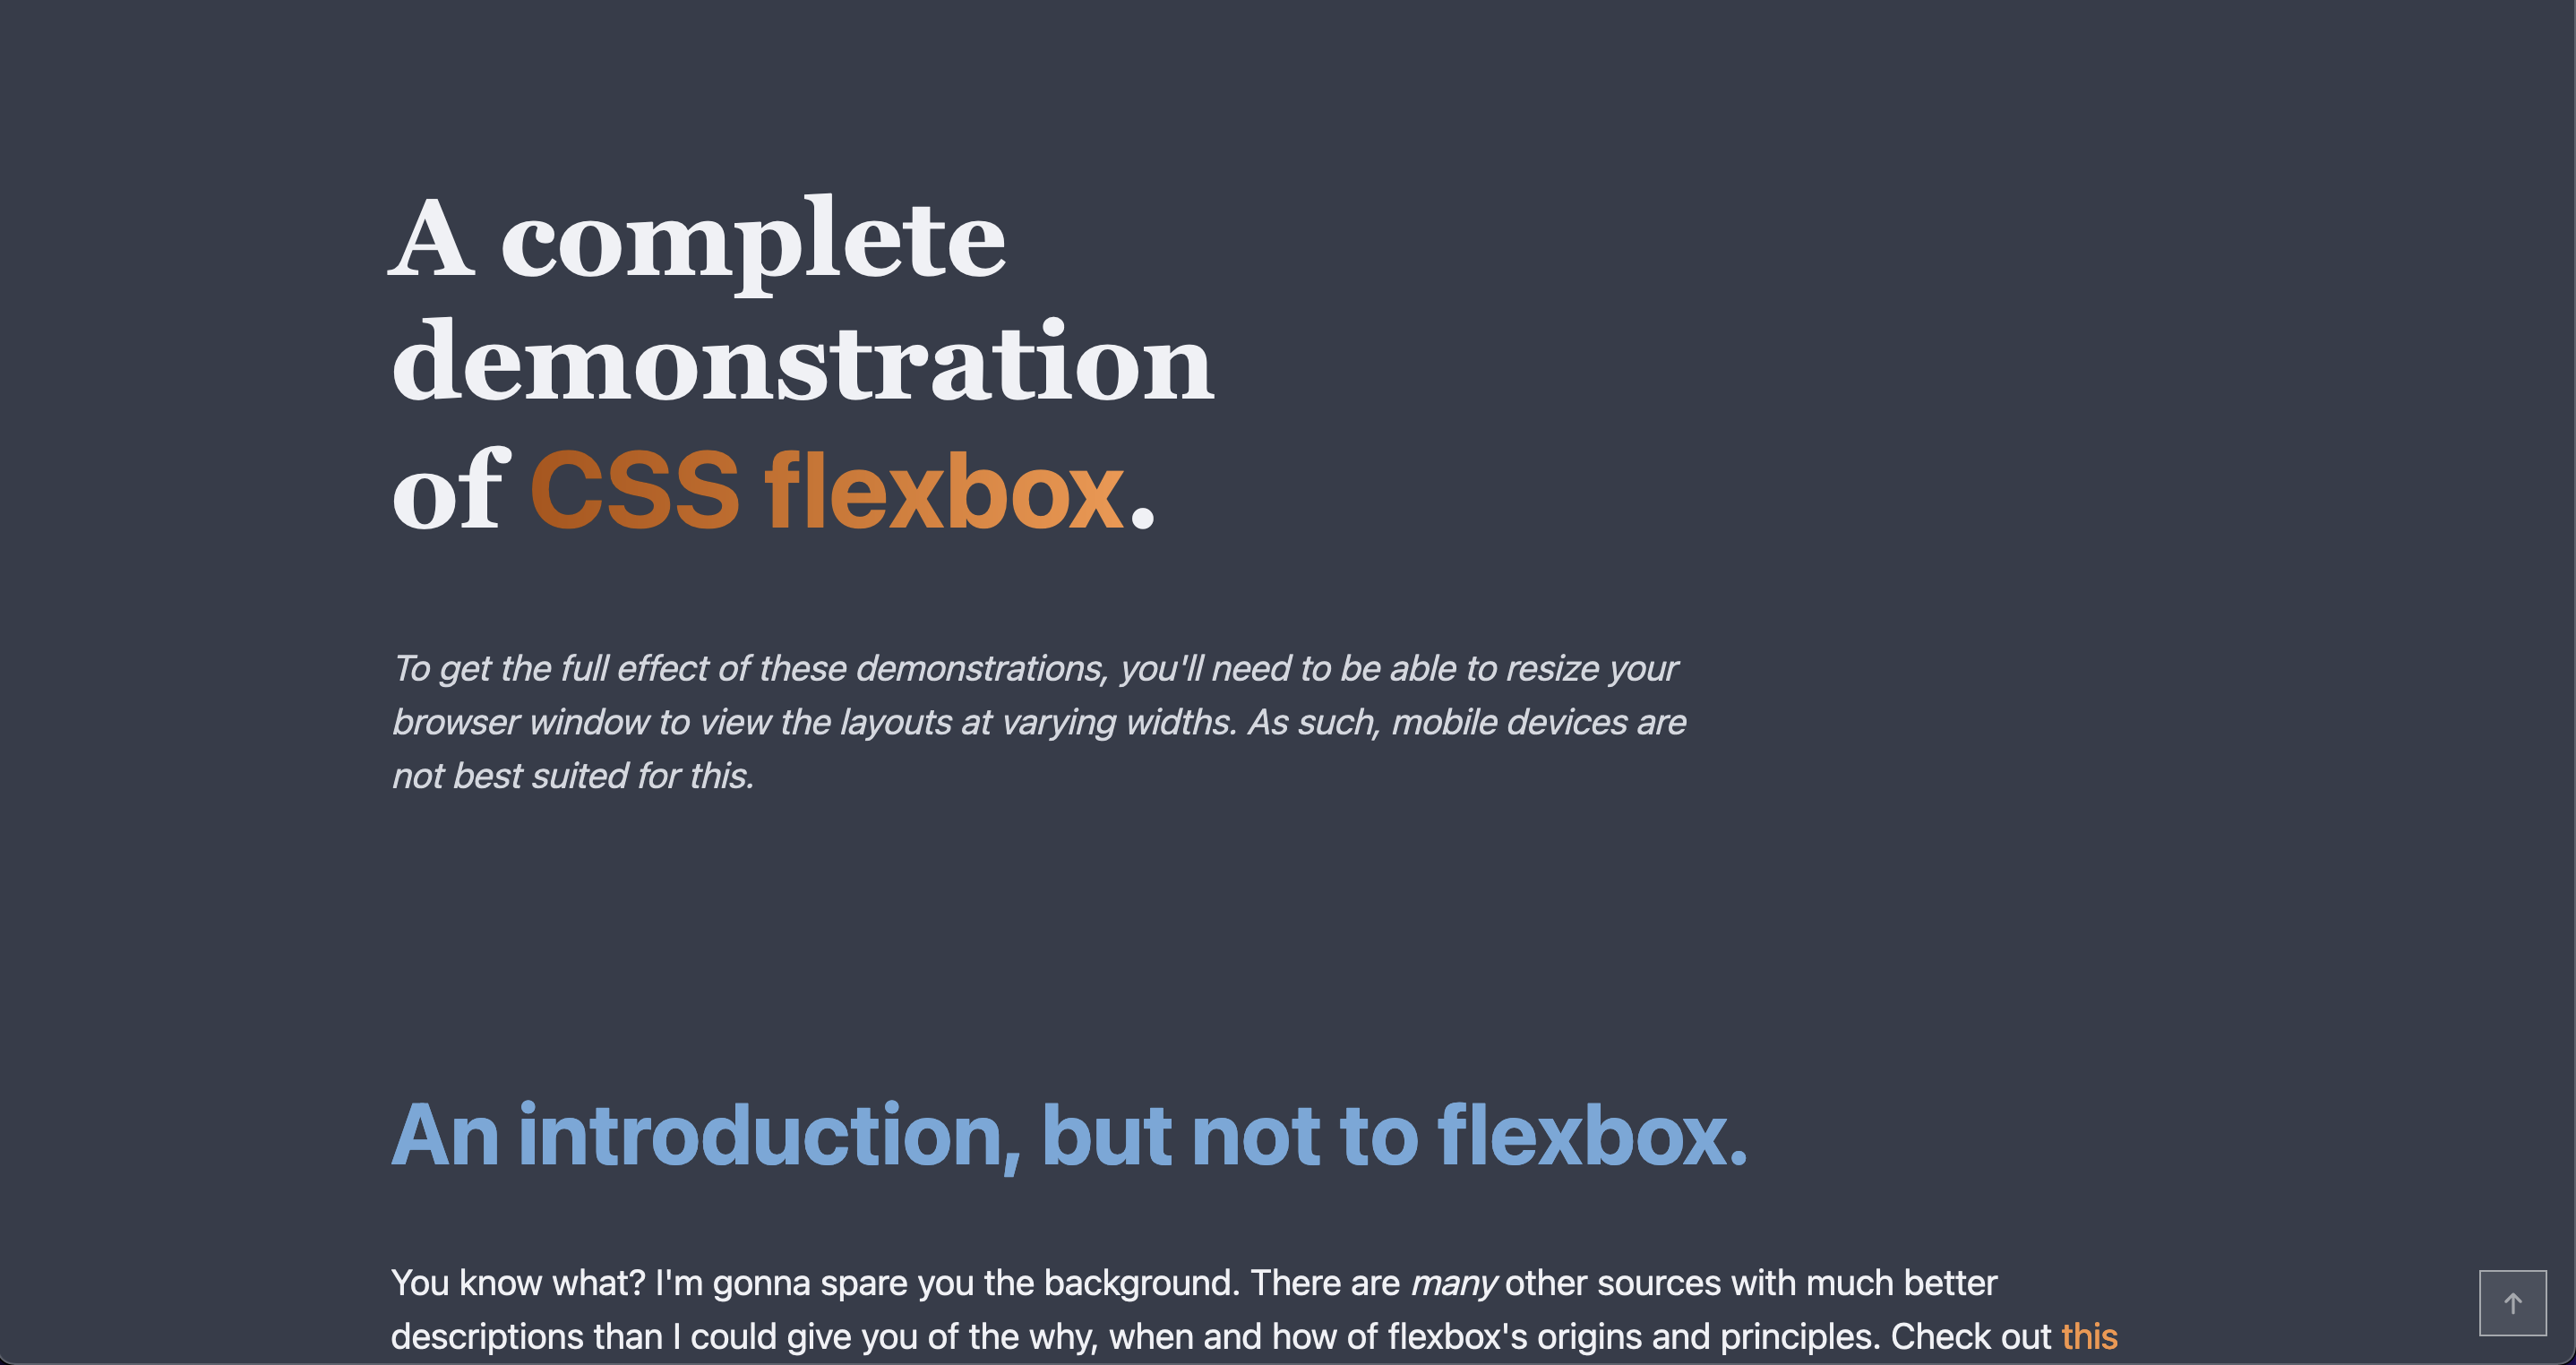 A complete
demonstration
of CSS flexbox.
To get the full effect of these demonstrations, you'll need to be able to resize your
browser window to view the layouts at varying widths. As such, mobile devices are
not best suited for this.
An introduction, but not to flexbox.
You know what? I'm gonna spare you the background. There are many other sources with much better
descriptions than I could give you of the why, when and how of flexbox's origins and principles. Check out this